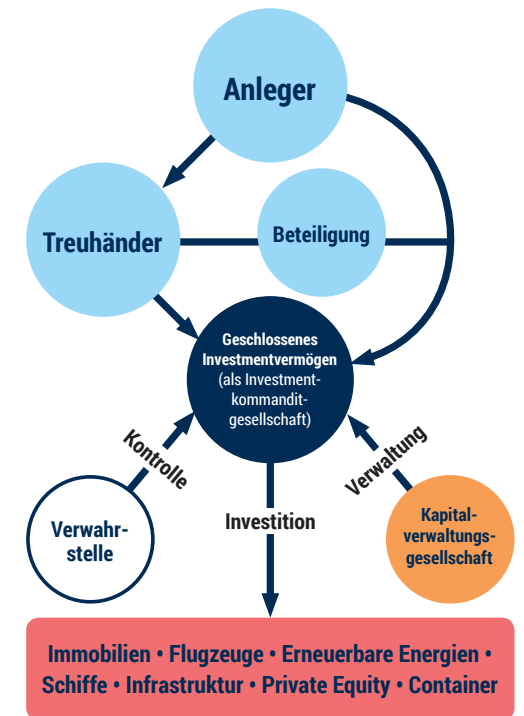 Anleger
Treuhänder
Beteiligung
Geschlossenes
Investmentvermögen
(als Investment-
kommandit-
gesellschaft)
Kontrolle
Verwaltung
Verwahr-
stelle
Investition
Kapital-
verwaltungs-
gesellschaft
Immobilien • Flugzeuge • Erneuerbare Energien •
Schiffe • Infrastruktur • Private Equity • Container